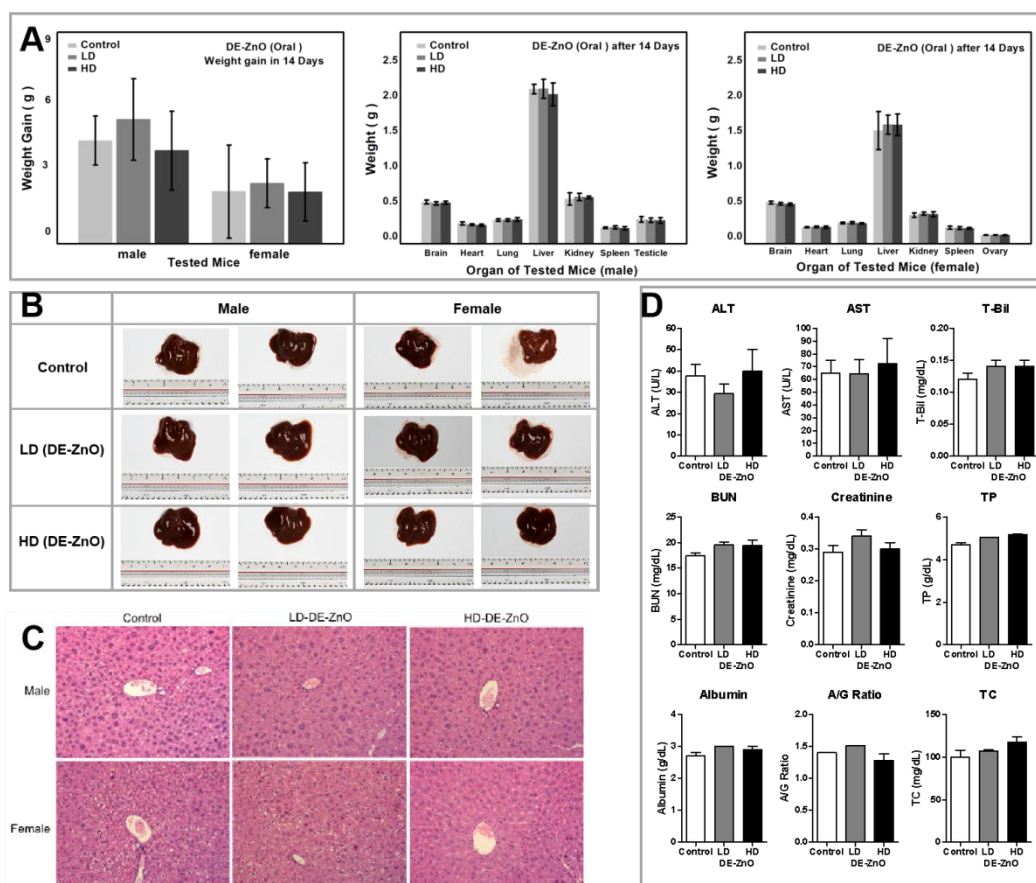 A
Control
LD
HD
DE-ZnO (Oral )
Weight gain in 14 Days
Weight Gain ( g )
9
6
3
0
male
female
Tested Mice
Control
LD
HD
DE-ZnO (Oral ) after 14 Days
Weight ( g )
2.5
2.0
1.5
1.0
0.5
0.0
Brain Heart Lung Liver Kidney Spleen Testicle
Organ of Tested Mice (male)
Control
LD
HD
DE-ZnO (Oral ) after 14 Days
Weight ( g )
2.5
2.0
1.5
1.0
0.5
0.0
Brain Heart Lung Liver Kidney Spleen Ovary
Organ of Tested Mice (female)
B
Male
Female
Control
LD (DE-ZnO)
HD (DE-ZnO)
C
Control
LD-DE-ZnO
HD-DE-ZnO
Male
Female
D
ALT
ALT (U/L)
60
50
40
30
20
10
0
Control LD HD
DE-ZnO
AST
AST (U/L)
100
90
80
70
60
50
40
30
20
10
0
Control LD HD
DE-ZnO
T-Bil
T-Bil (mg/dL)
0.20
0.15
0.10
0.05
0.00
Control LD HD
DE-ZnO
BUN
BUN (mg/dL)
25
20
15
10
5
0
Control LD HD
DE-ZnO
Creatinine
Creatinine (mg/dL)
0.4
0.3
0.2
0.1
0.0
Control LD HD
DE-ZnO
TP
TP (g/dL)
6
4
2
0
Control LD HD
DE-ZnO
Albumin
Albumin (g/dL)
4
3
2
1
0
Control LD HD
DE-ZnO
A/G Ratio
A/G Ratio
2.0
1.5
1.0
0.5
0.0
Control LD HD
DE-ZnO
TC
TC (mg/dL)
150
100
50
0
Control LD HD
DE-ZnO